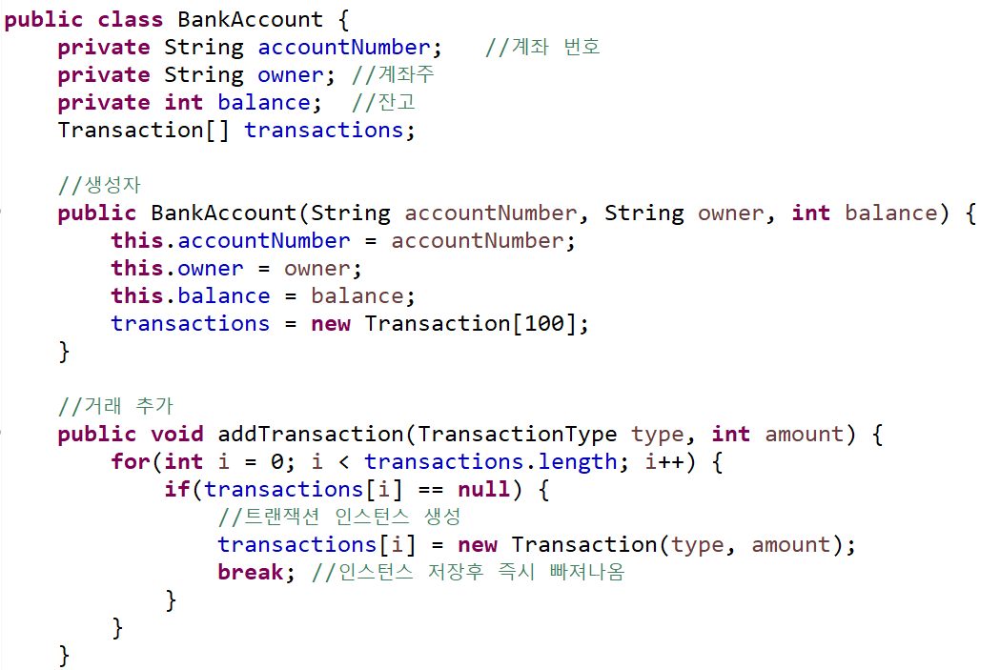 public class BankAccount {
    private String accountNumber;   //계좌 번호
    private String owner; //계좌주
    private int balance;  //잔고
    Transaction[] transactions;
    //생성자
    public BankAccount(String accountNumber, String owner, int balance) {
        this.accountNumber = accountNumber;
        this.owner = owner;
        this.balance = balance;
        transactions = new Transaction[100];
    }
    //거래 추가
    public void addTransaction(TransactionType type, int amount) {
        for(int i = 0; i < transactions.length; i++) {
            if(transactions[i] == null) {
                //트랜잭션 인스턴스 생성
                transactions[i] = new Transaction(type, amount);
                break; //인스턴스 저장후 즉시 빠져나옴
            }
        }
    }